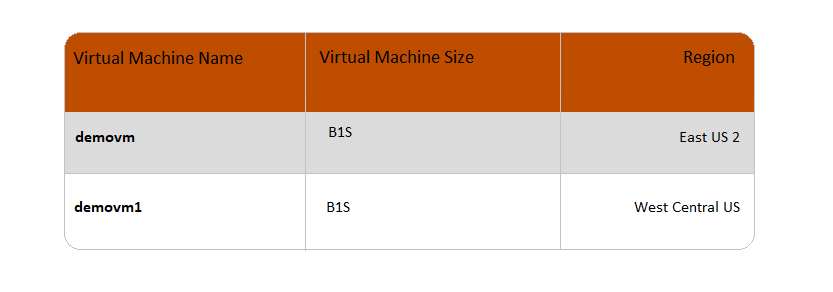 Virtual Machine Name Virtual Machine Size Region
demovm B1S East US 2
demovm1 B1S West Central US